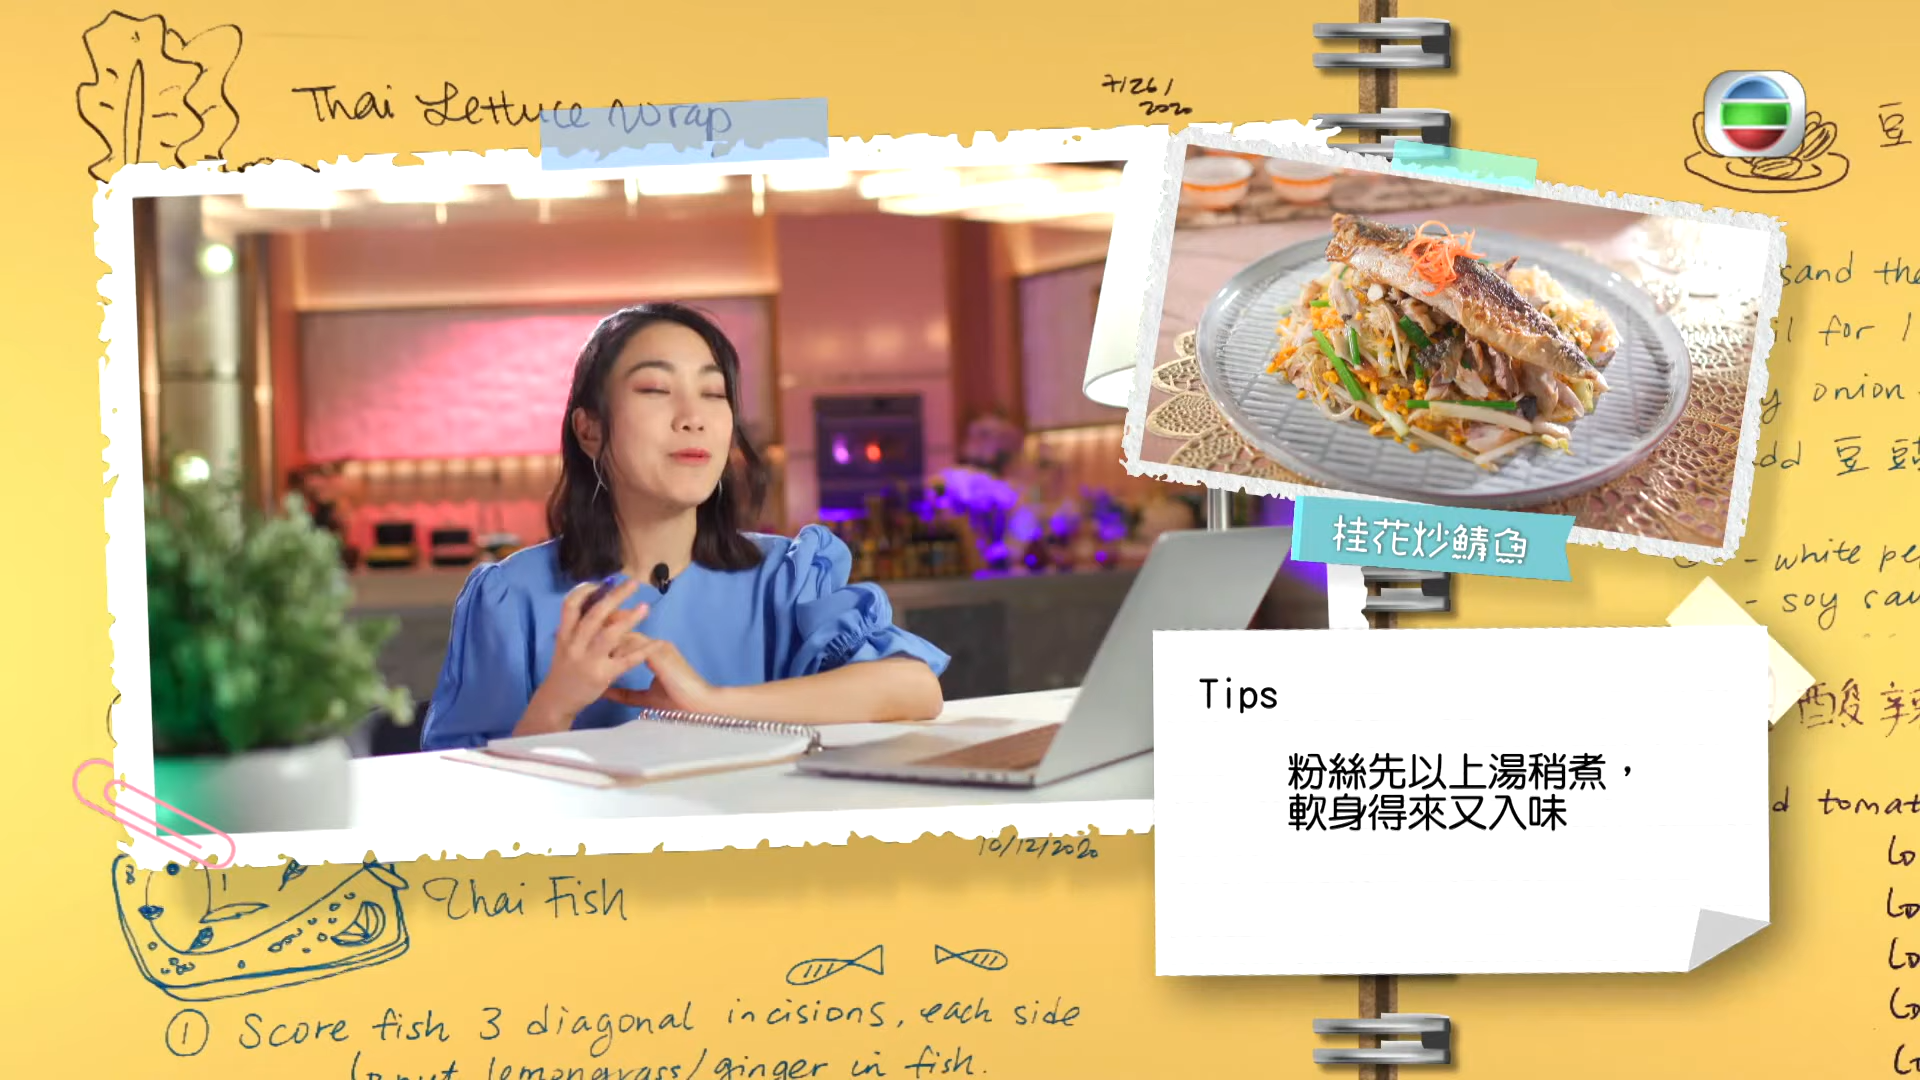 Thai Lettuce Wrap
7/26/
2020
豆
sand the
for 1
onion
豆
桂花炒鯖魚
- white pe
- soy sau
Tips
粉絲先以上湯稍煮，
軟身得來又入味
酸辣
tomat
10/12/2020
Thai Fish
① Score fish 3 diagonal incisions, each side
put lemongrass/ginger in fish.